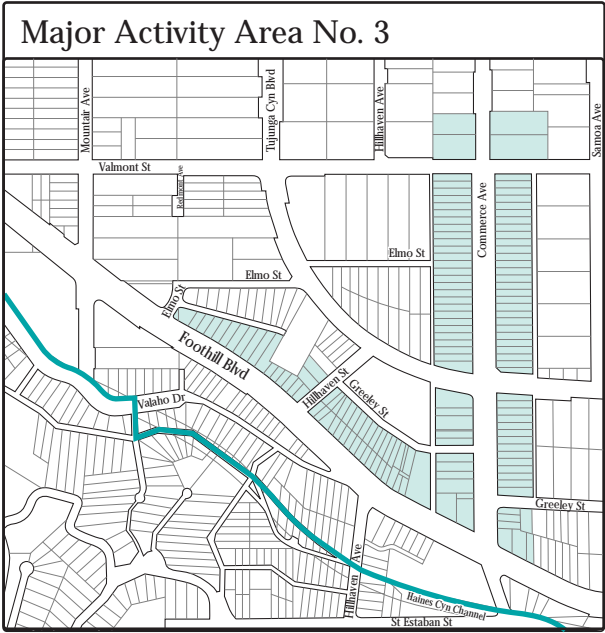 Major Activity Area No. 3
Mountair Ave
Tujunga Cyn Blvd
Hillhaven Ave
Samoa Ave
Valmont St
Redmont Ave
Commerce Ave
Elmo St
Elmo St
Elmo St
Foothill Blvd
Hillhaven St
Greeley St
Valaho Dr
Greeley St
Hillhaven Ave
Haines Cyn Channel
St Estaban St